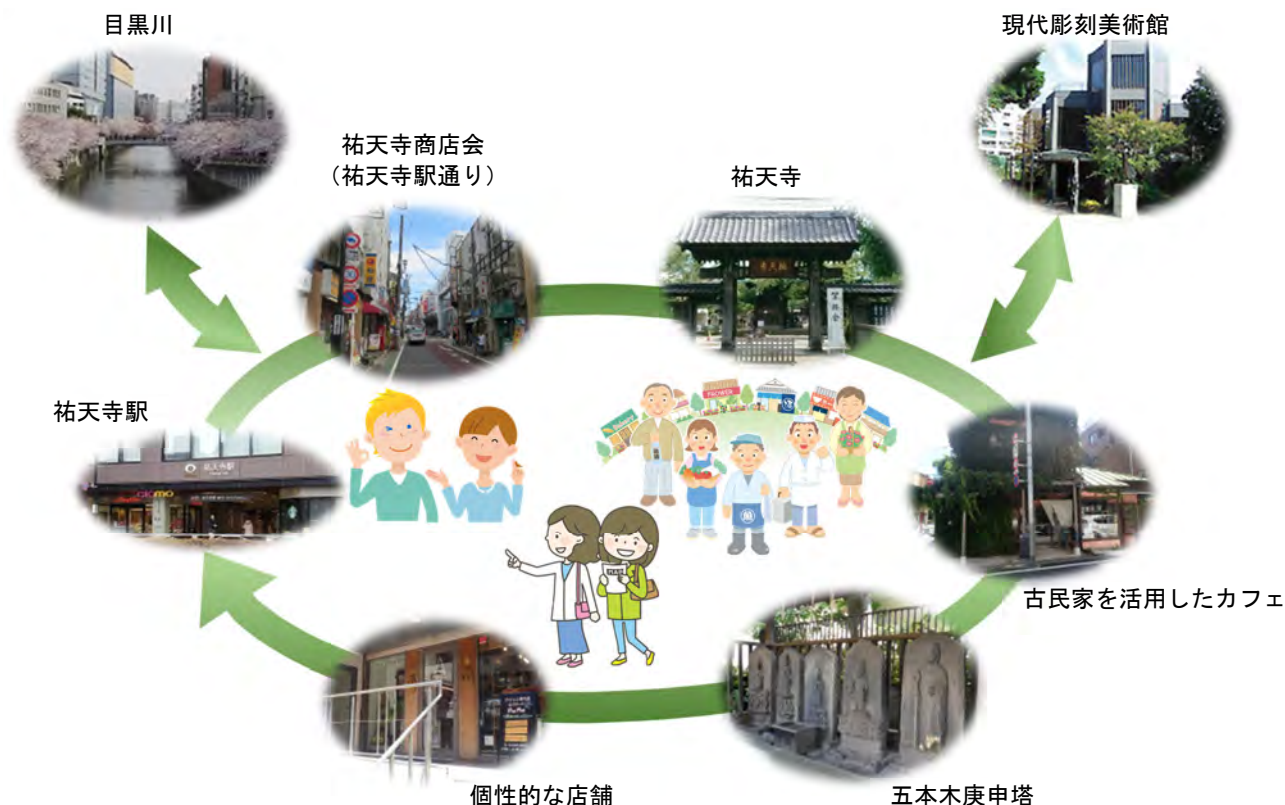 目黒川
現代彫刻美術館
祐天寺商店会
（祐天寺駅通り）
祐天寺
祐天寺駅
古民家を活用したカフェ
個性的な店舗
五本木庚申塔